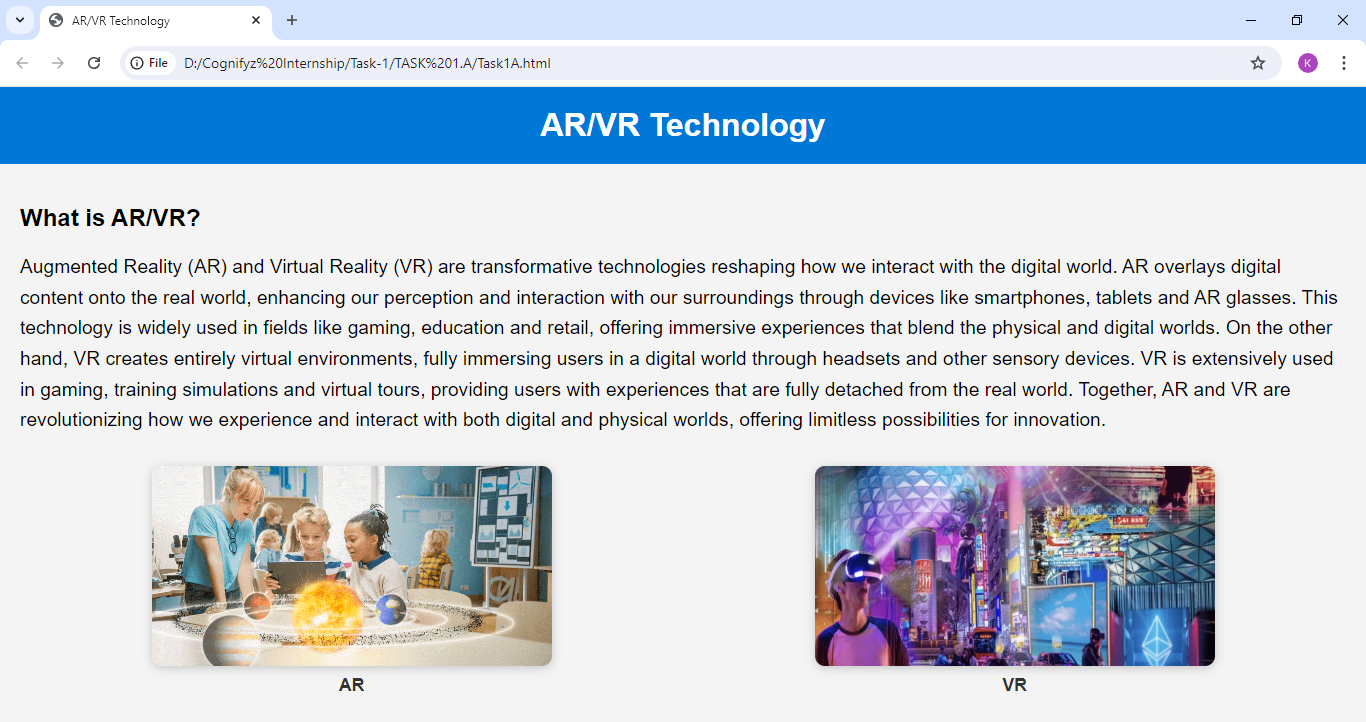 AR/VR Technology
File D:/Cognifyz%20Internship/Task-1/TASK%201.A/Task1A.html
K
AR/VR Technology
What is AR/VR?
Augmented Reality (AR) and Virtual Reality (VR) are transformative technologies reshaping how we interact with the digital world. AR overlays digital
content onto the real world, enhancing our perception and interaction with our surroundings through devices like smartphones, tablets and AR glasses. This
technology is widely used in fields like gaming, education and retail, offering immersive experiences that blend the physical and digital worlds. On the other
hand, VR creates entirely virtual environments, fully immersing users in a digital world through headsets and other sensory devices. VR is extensively used
in gaming, training simulations and virtual tours, providing users with experiences that are fully detached from the real world. Together, AR and VR are
revolutionizing how we experience and interact with both digital and physical worlds, offering limitless possibilities for innovation.
AR
VR